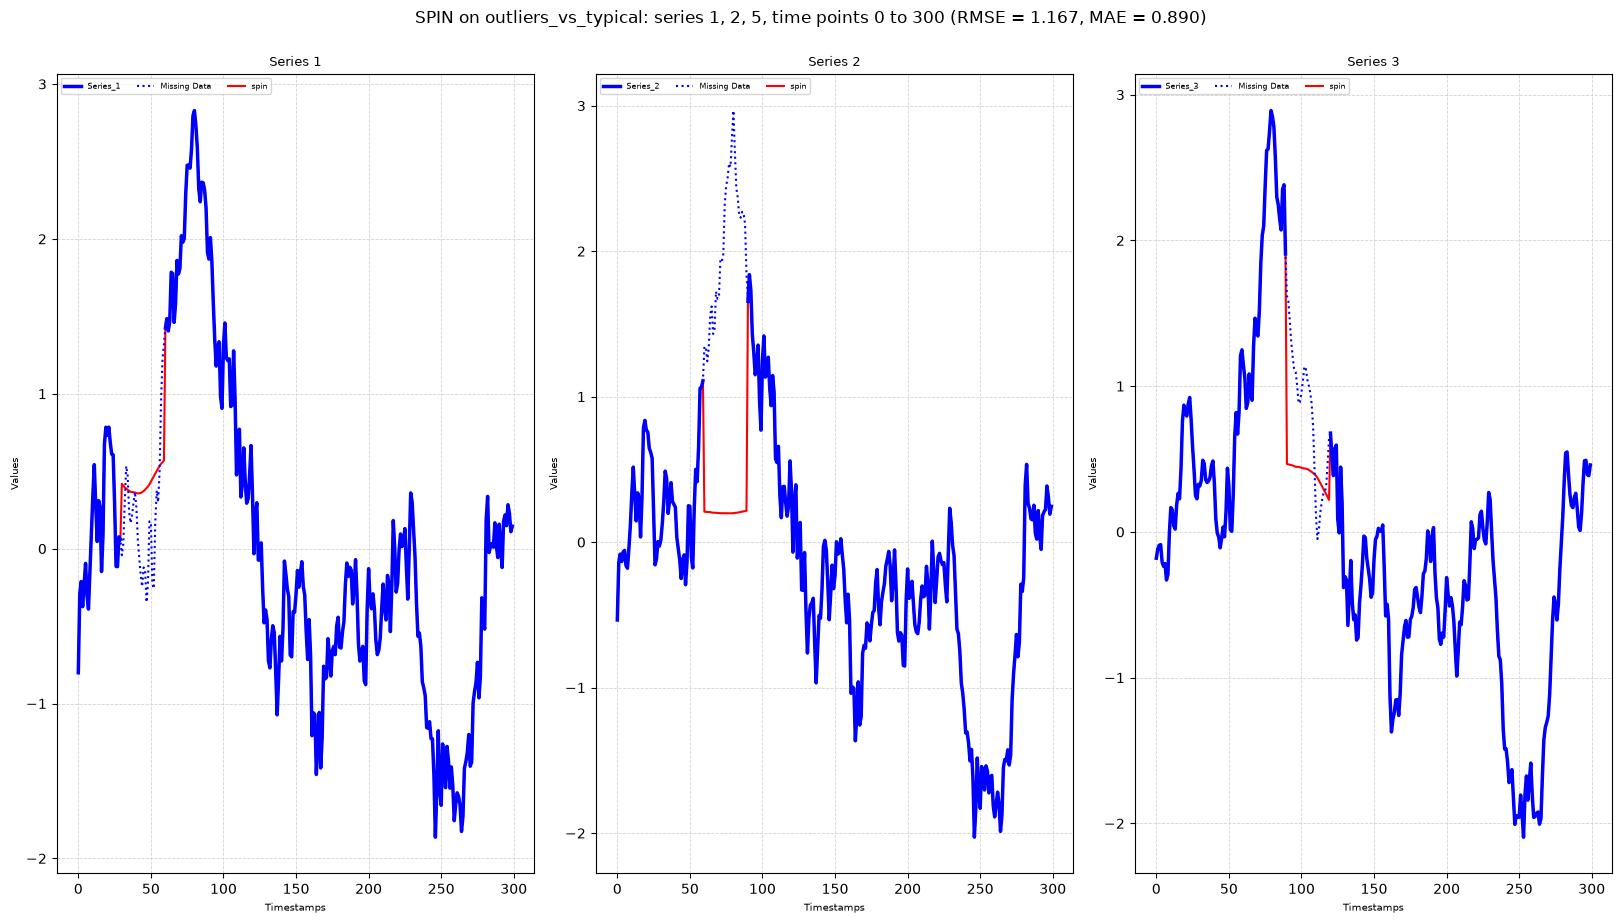 SPIN on outliers_vs_typical: series 1, 2, 5, time points 0 to 300 (RMSE = 1.167, MAE = 0.890)
Series 1
Series_1 Missing Data spin
3
2
1
0
−1
−2
Values
0 50 100 150 200 250 300
Timestamps
Series 2
Series_2 Missing Data spin
3
2
1
0
−1
−2
Values
0 50 100 150 200 250 300
Timestamps
Series 3
Series_3 Missing Data spin
3
2
1
0
−1
−2
Values
0 50 100 150 200 250 300
Timestamps